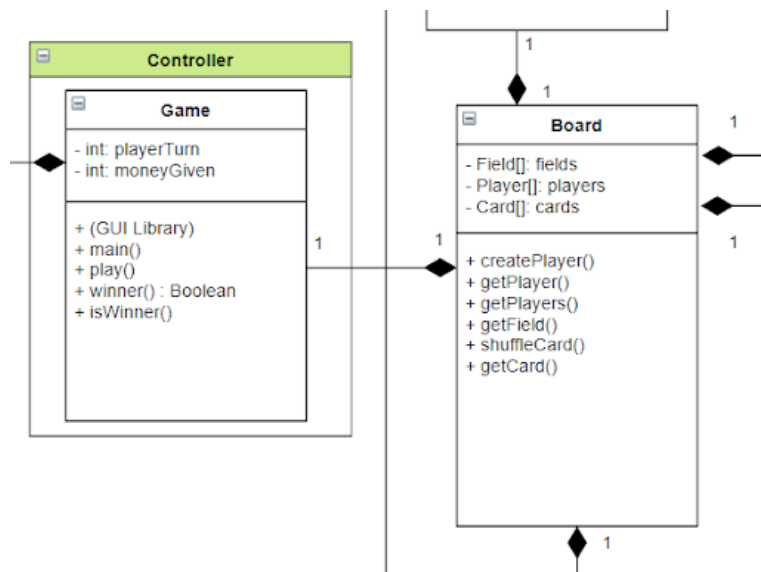 Controller
Game
- int: playerTurn
- int: moneyGiven
+ (GUI Library)
+ main()
+ play()
+ winner() : Boolean
+ isWinner()
1
1
1
1
Board
- Field[]: fields
- Player[]: players
- Card[]: cards
+ createPlayer()
+ getPlayer()
+ getPlayers()
+ getField()
+ shuffleCard()
+ getCard()
1
1
1